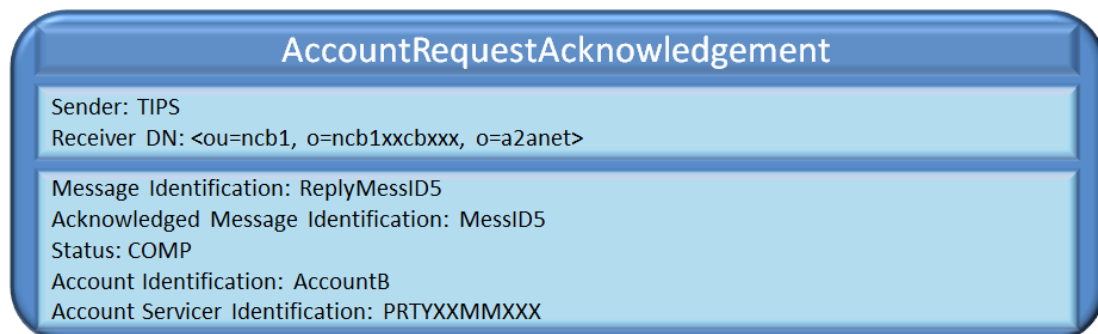 AccountRequestAcknowledgement
Sender: TIPS
Receiver DN: <ou=ncb1, o=ncb1xxcbxxx, o=a2anet>
Message Identification: ReplyMessID5
Acknowledged Message Identification: MessID5
Status: COMP
Account Identification: AccountB
Account Servicer Identification: PRTYXXMMXXX